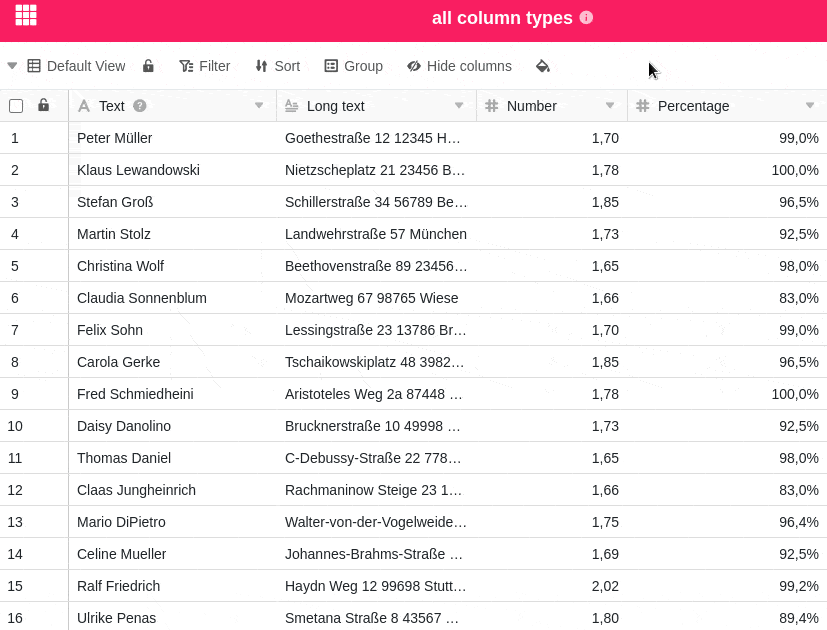 all column types
Default View Filter Sort Group Hide columns
Text Long text Number Percentage
1 Peter Müller Goethestraße 12 12345 H… 1,70 99,0%
2 Klaus Lewandowski Nietzscheplatz 21 23456 B… 1,78 100,0%
3 Stefan Groß Schillerstraße 34 56789 Be… 1,85 96,5%
4 Martin Stolz Landwehrstraße 57 München 1,73 92,5%
5 Christina Wolf Beethovenstraße 89 23456… 1,65 98,0%
6 Claudia Sonnenblum Mozartweg 67 98765 Wiese 1,66 83,0%
7 Felix Sohn Lessingstraße 23 13786 Br… 1,70 99,0%
8 Carola Gerke Tschaikowskiplatz 48 3982… 1,85 96,5%
9 Fred Schmiedheini Aristoteles Weg 2a 87448 … 1,78 100,0%
10 Daisy Danolino Brucknerstraße 10 49998 … 1,73 92,5%
11 Thomas Daniel C-Debussy-Straße 22 778… 1,65 98,0%
12 Claas Jungheinrich Rachmaninow Steige 23 1… 1,66 83,0%
13 Mario DiPietro Walter-von-der-Vogelweide… 1,75 96,4%
14 Celine Mueller Johannes-Brahms-Straße … 1,69 92,5%
15 Ralf Friedrich Haydn Weg 12 99698 Stutt… 2,02 99,2%
16 Ulrike Penas Smetana Straße 8 43567 … 1,80 89,4%